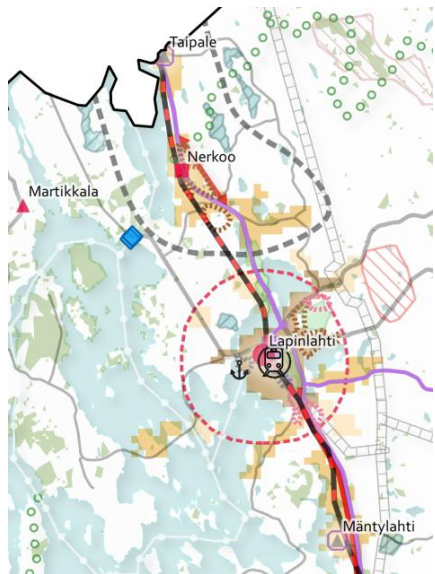 Taipale
Nerkoo
Martikkala
Lapinlahti
Mäntylahti